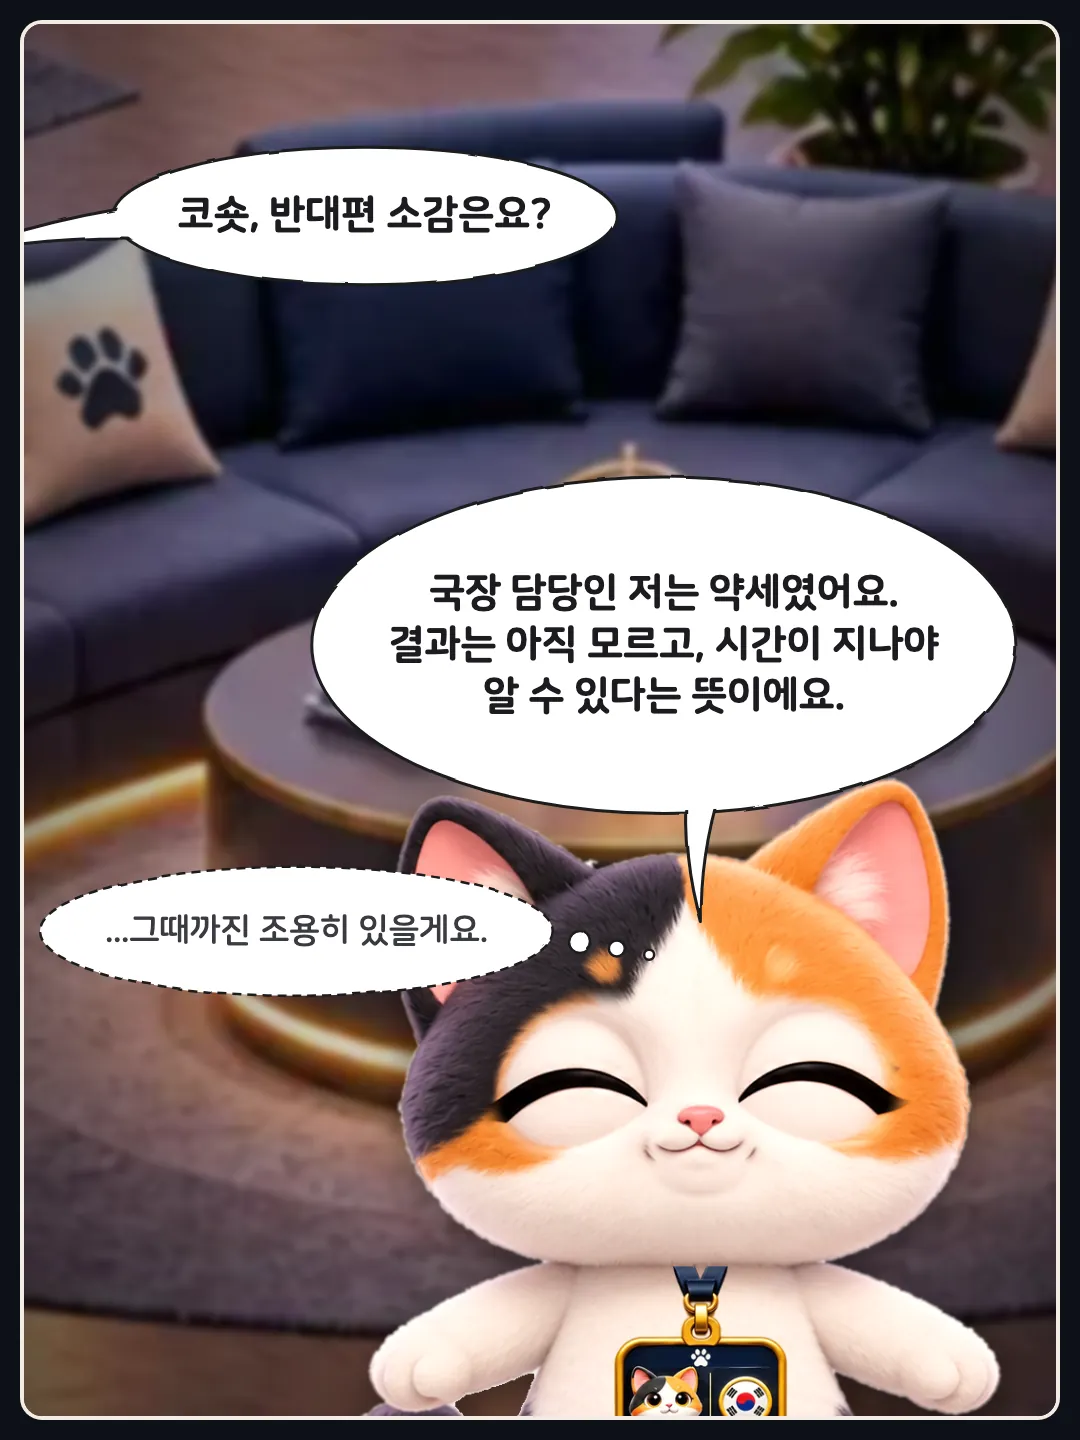 코숏, 반대편 소감은요?
국장 담당인 저는 약세였어요.
결과는 아직 모르고, 시간이 지나야
알 수 있다는 뜻이에요.
...그때까진 조용히 있을게요.